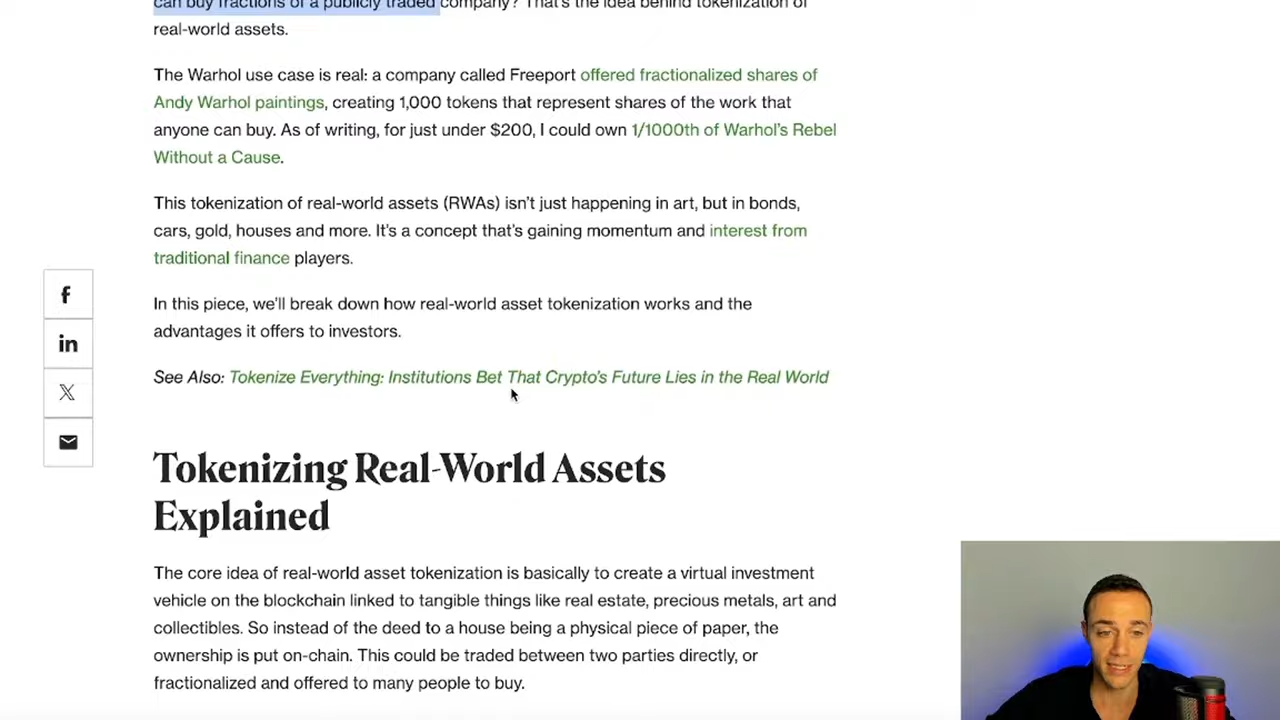 can buy fractions of a publicly traded company? That's the idea behind tokenization of
real-world assets.
The Warhol use case is real: a company called Freeport offered fractionalized shares of
Andy Warhol paintings, creating 1,000 tokens that represent shares of the work that
anyone can buy. As of writing, for just under $200, I could own 1/1000th of Warhol's Rebel
Without a Cause.
This tokenization of real-world assets (RWAs) isn't just happening in art, but in bonds,
cars, gold, houses and more. It's a concept that's gaining momentum and interest from
traditional finance players.
In this piece, we'll break down how real-world asset tokenization works and the
advantages it offers to investors.
See Also: Tokenize Everything: Institutions Bet That Crypto's Future Lies in the Real World
Tokenizing Real-World Assets
Explained
The core idea of real-world asset tokenization is basically to create a virtual investment
vehicle on the blockchain linked to tangible things like real estate, precious metals, art and
collectibles. So instead of the deed to a house being a physical piece of paper, the
ownership is put on-chain. This could be traded between two parties directly, or
fractionalized and offered to many people to buy.